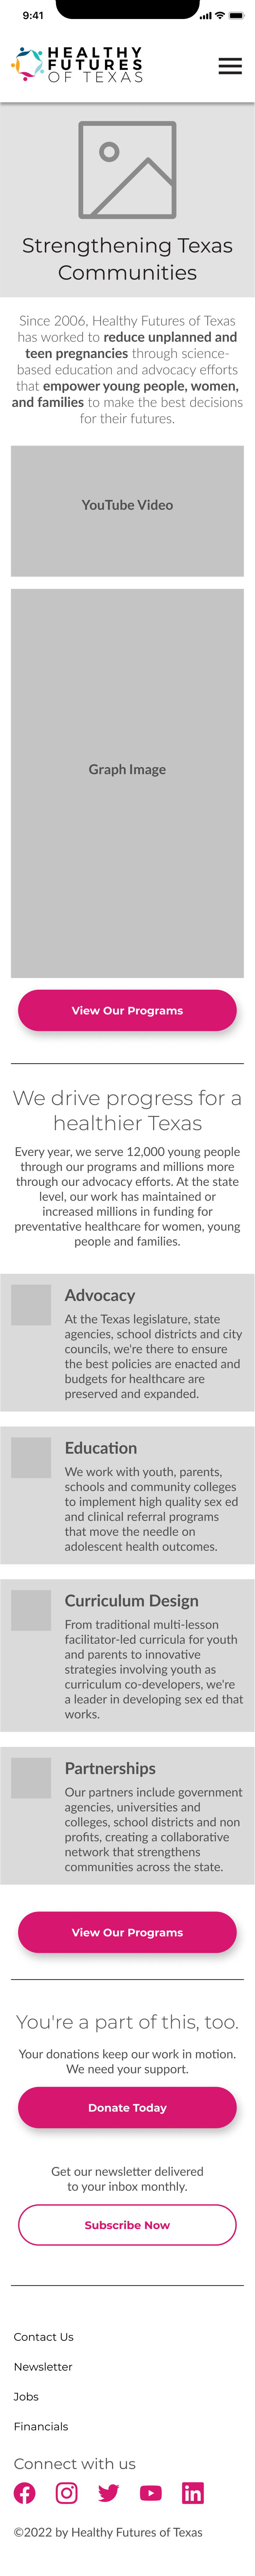 9:41
HEALTHY
FUTURES
OF TEXAS
Strengthening Texas
Communities
Since 2006, Healthy Futures of Texas
has worked to reduce unplanned and
teen pregnancies through science-
based education and advocacy efforts
that empower young people, women,
and families to make the best decisions
for their futures.
YouTube Video
Graph Image
View Our Programs
We drive progress for a
healthier Texas
Every year, we serve 12,000 young people
through our programs and millions more
through our advocacy efforts. At the state
level, our work has maintained or
increased millions in funding for
preventative healthcare for women, young
people and families.
Advocacy
At the Texas legislature, state
agencies, school districts and city
councils, we're there to ensure
the best policies are enacted and
budgets for healthcare are
preserved and expanded.
Education
We work with youth, parents,
schools and community colleges
to implement high quality sex ed
and clinical referral programs
that move the needle on
adolescent health outcomes.
Curriculum Design
From traditional multi-lesson
facilitator-led curricula for youth
and parents to innovative
strategies involving youth as
curriculum co-developers, we're
a leader in developing sex ed that
works.
Partnerships
Our partners include government
agencies, universities and
colleges, school districts and non
profits, creating a collaborative
network that strengthens
communities across the state.
View Our Programs
You're a part of this, too.
Your donations keep our work in motion.
We need your support.
Donate Today
Get our newsletter delivered
to your inbox monthly.
Subscribe Now
Contact Us
Newsletter
Jobs
Financials
Connect with us
©2022 by Healthy Futures of Texas